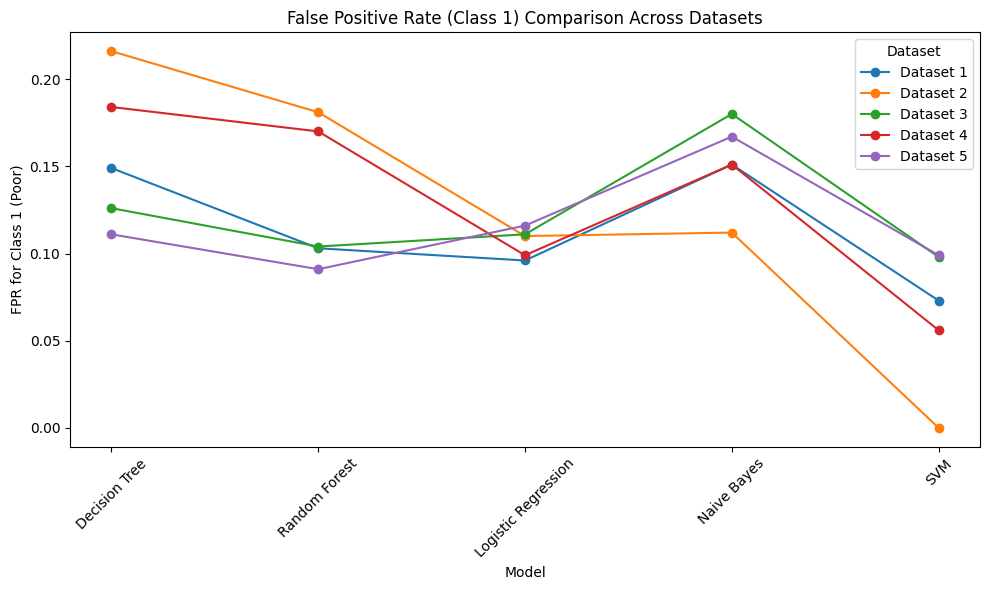 False Positive Rate (Class 1) Comparison Across Datasets
FPR for Class 1 (Poor)
0.20
0.15
0.10
0.05
0.00
Dataset
Dataset 1
Dataset 2
Dataset 3
Dataset 4
Dataset 5
Decision Tree
Random Forest
Logistic Regression
Naive Bayes
SVM
Model